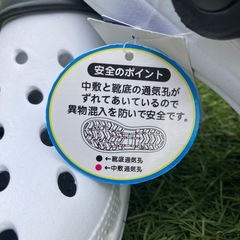 安全のポイント
中敷と靴底の通気孔が
ずれてあいているので
異物混入を防いで安全です。
●←靴底通気孔
●←中敷通気孔